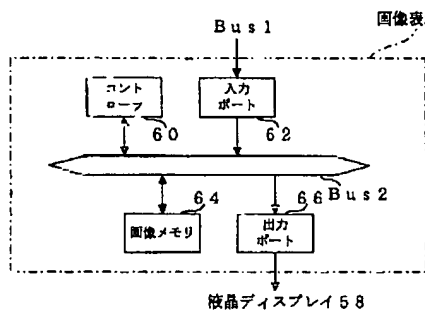 画像表
Bus1
コント
ローラ
60
入力
ポート
62
Bus2
64
画像メモリ
66
出力
ポート
液晶ディスプレイ58